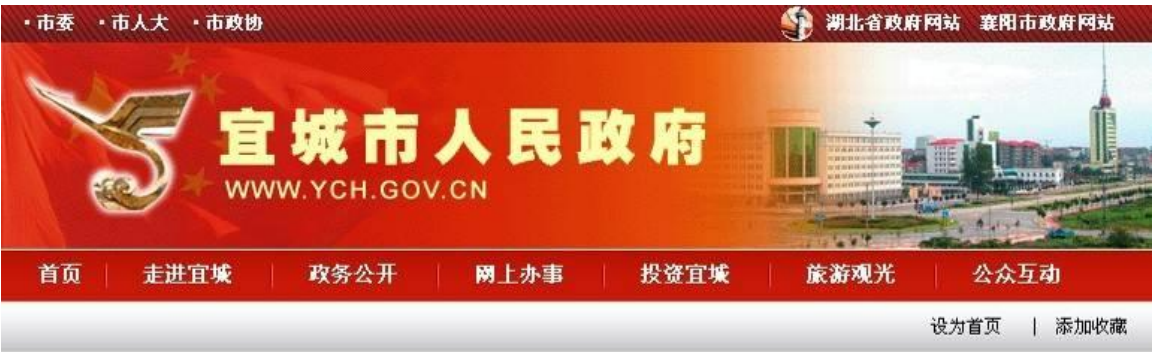 ·市委 ·市人大 ·市政协 湖北省政府网站 襄阳市政府网站
宜城市人民政府
WWW.YCH.GOV.CN
首页 走进宜城 政务公开 网上办事 投资宜城 旅游观光 公众互动
设为首页 | 添加收藏